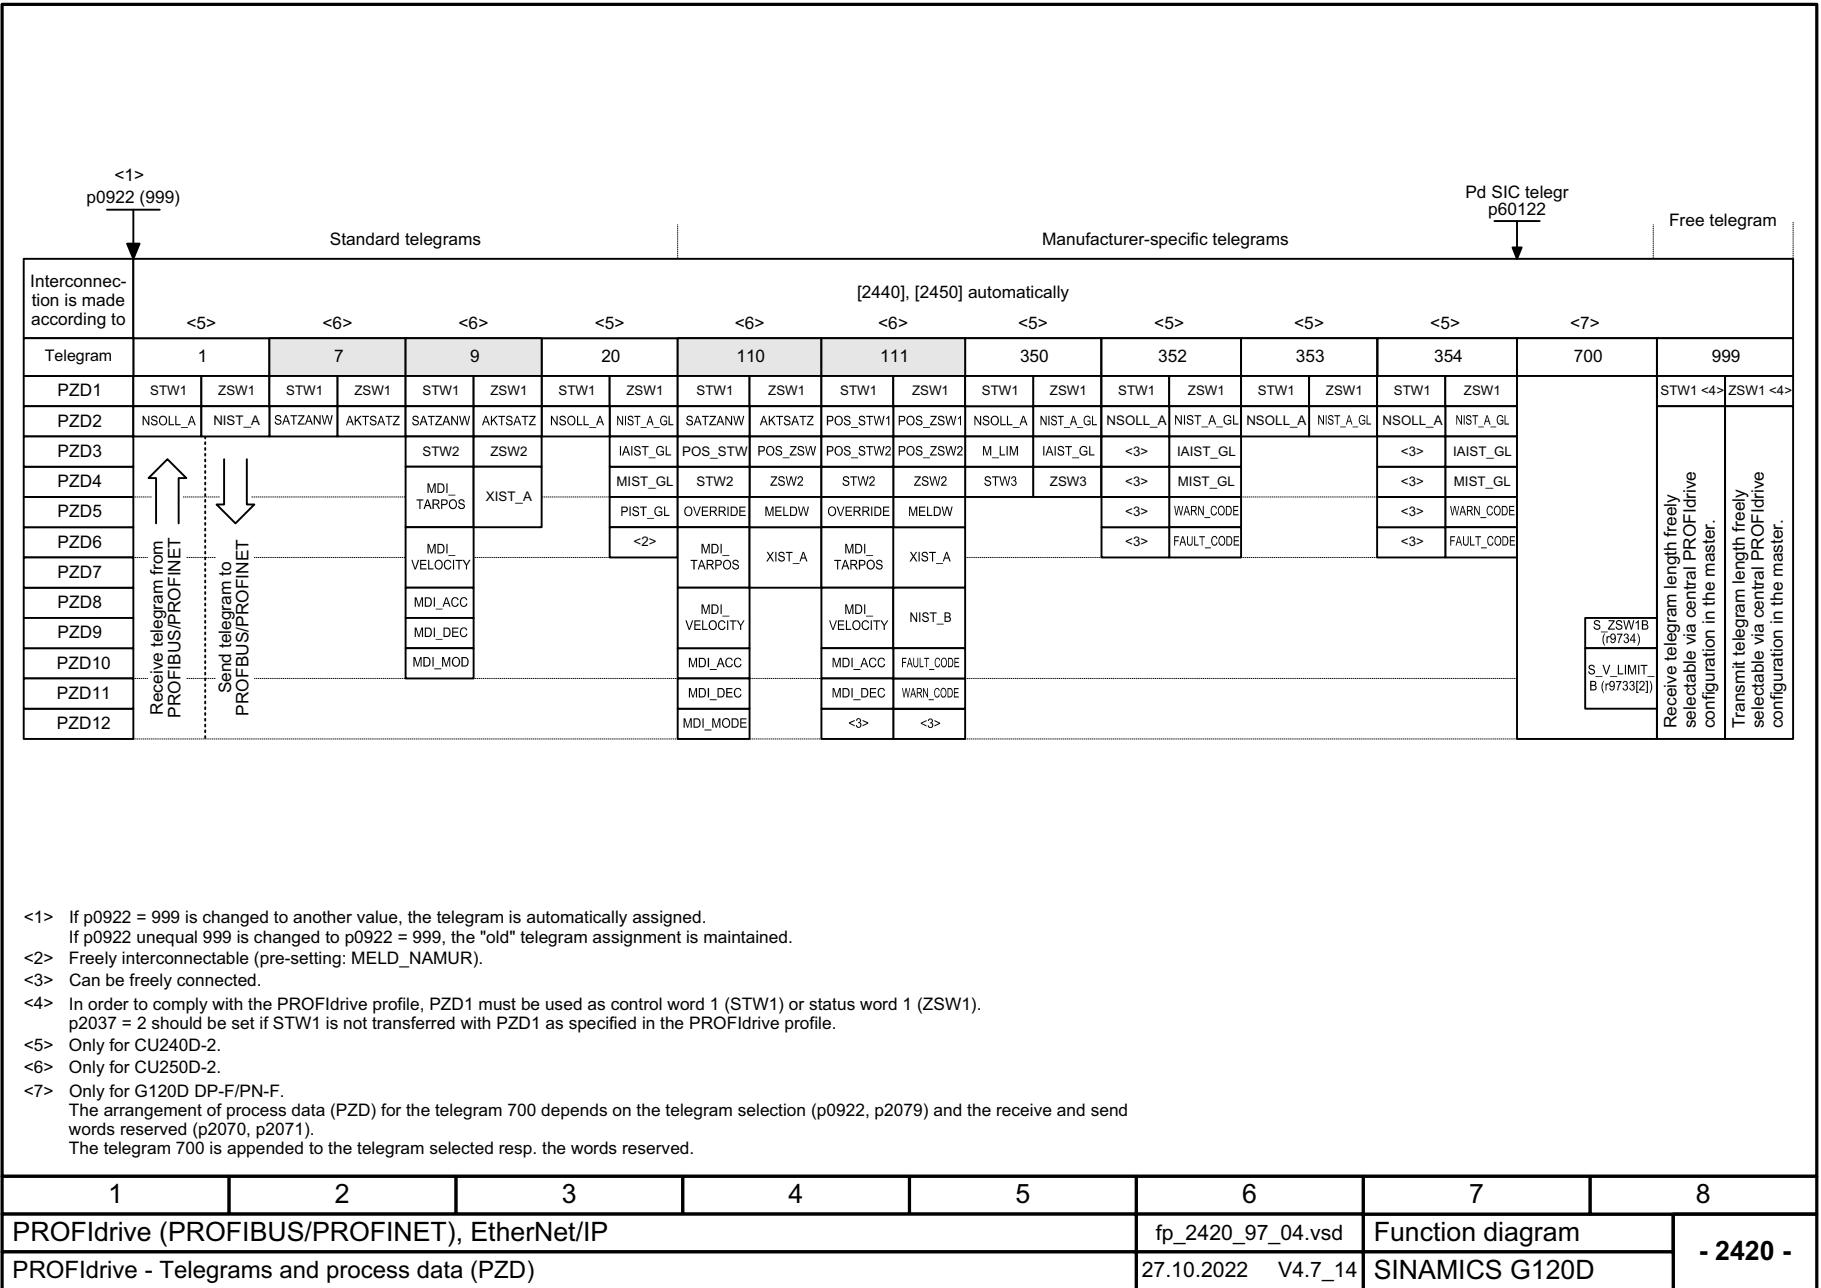 <1>
p0922 (999)
Pd SIC telegr
p60122
Standard telegrams
Manufacturer-specific telegrams
Free telegram
Interconnec-
tion is made
according to
[2440], [2450] automatically
<5> <6> <6> <5> <6> <6> <5> <5> <5> <5> <7>
Telegram 1 7 9 20 110 111 350 352 353 354 700 999
PZD1 STW1 ZSW1 STW1 ZSW1 STW1 ZSW1 STW1 ZSW1 STW1 ZSW1 STW1 ZSW1 STW1 ZSW1 STW1 ZSW1 STW1 ZSW1 STW1 ZSW1 STW1 <4> ZSW1 <4>
PZD2 NSOLL_A NIST_A SATZANW AKTSATZ SATZANW AKTSATZ NSOLL_A NIST_A_GL SATZANW AKTSATZ POS_STW1 POS_ZSW1 NSOLL_A NIST_A_GL NSOLL_A NIST_A_GL NSOLL_A NIST_A_GL NSOLL_A NIST_A_GL
PZD3 STW2 ZSW2 IAIST_GL POS_STW POS_ZSW POS_STW2 POS_ZSW2 M_LIM IAIST_GL <3> IAIST_GL <3> IAIST_GL
PZD4 MIST_GL STW2 ZSW2 STW2 ZSW2 STW3 ZSW3 <3> MIST_GL <3> MIST_GL
MDI_
TARPOS
XIST_A
PZD5 PIST_GL OVERRIDE MELDW OVERRIDE MELDW <3> WARN_CODE <3> WARN_CODE
PZD6 <2> <3> FAULT_CODE <3> FAULT_CODE
MDI_
VELOCITY
MDI_
TARPOS
XIST_A
MDI_
TARPOS
XIST_A
PZD7
PZD8 MDI_ACC
MDI_
VELOCITY
MDI_
VELOCITY
NIST_B
PZD9 MDI_DEC
S_ZSW1B
(r9734)
PZD10 MDI_MOD MDI_ACC MDI_ACC FAULT_CODE
S_V_LIMIT_
B (r9733[2])
PZD11 MDI_DEC MDI_DEC WARN_CODE
PZD12 MDI_MODE <3> <3>
Receive telegram from
PROFIBUS/PROFINET
Send telegram to
PROFBUS/PROFINET
Receive telegram length freely
selectable via central PROFIdrive
configuration in the master.
Transmit telegram length freely
selectable via central PROFIdrive
configuration in the master.
<1> If p0922 = 999 is changed to another value, the telegram is automatically assigned.
If p0922 unequal 999 is changed to p0922 = 999, the "old" telegram assignment is maintained.
<2> Freely interconnectable (pre-setting: MELD_NAMUR).
<3> Can be freely connected.
<4> In order to comply with the PROFIdrive profile, PZD1 must be used as control word 1 (STW1) or status word 1 (ZSW1).
p2037 = 2 should be set if STW1 is not transferred with PZD1 as specified in the PROFIdrive profile.
<5> Only for CU240D-2.
<6> Only for CU250D-2.
<7> Only for G120D DP-F/PN-F.
The arrangement of process data (PZD) for the telegram 700 depends on the telegram selection (p0922, p2079) and the receive and send
words reserved (p2070, p2071).
The telegram 700 is appended to the telegram selected resp. the words reserved.
1 2 3 4 5 6 7 8
PROFIdrive (PROFIBUS/PROFINET), EtherNet/IP fp_2420_97_04.vsd Function diagram
- 2420 -
PROFIdrive - Telegrams and process data (PZD) 27.10.2022 V4.7_14 SINAMICS G120D